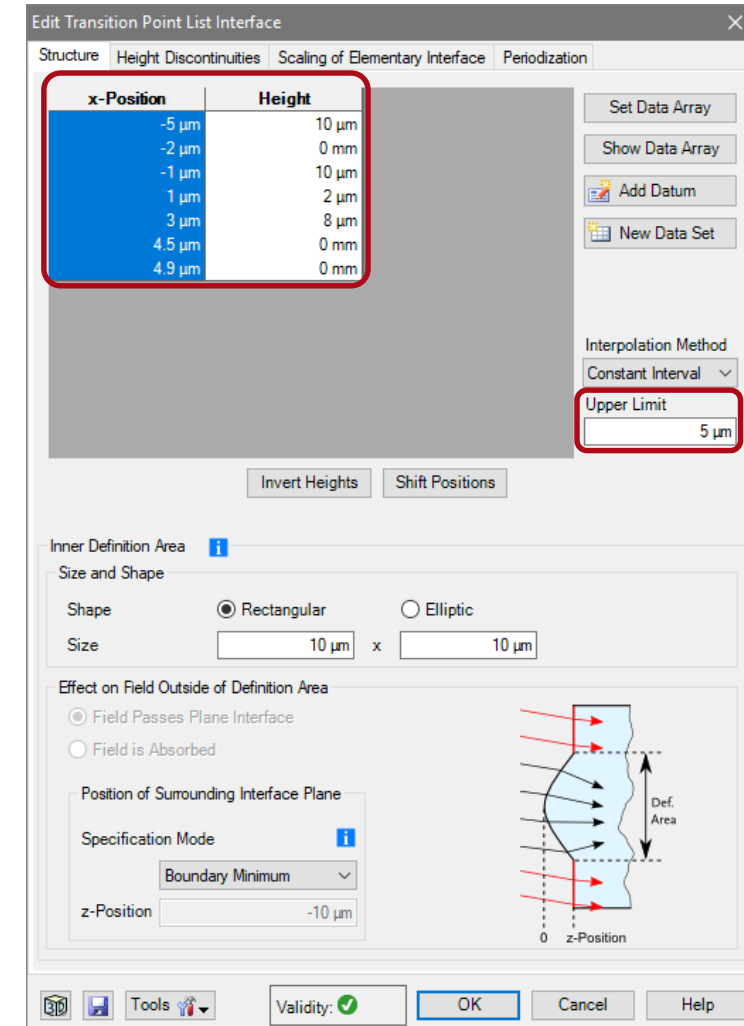 Edit Transition Point List Interface
Structure Height Discontinuities Scaling of Elementary Interface Periodization
x-Position Height
-5 µm 10 µm
-2 µm 0 mm
-1 µm 10 µm
1 µm 2 µm
3 µm 8 µm
4.5 µm 0 mm
4.9 µm 0 mm
Set Data Array
Show Data Array
Add Datum
New Data Set
Interpolation Method
Constant Interval
Upper Limit
5 µm
Invert Heights Shift Positions
Inner Definition Area
Size and Shape
Shape Rectangular Elliptic
Size 10 µm x 10 µm
Effect on Field Outside of Definition Area
Field Passes Plane Interface
Field is Absorbed
Position of Surrounding Interface Plane
Specification Mode
Boundary Minimum
z-Position -10 µm
Def.
Area
0 z-Position
3D Tools Validity: OK Cancel Help